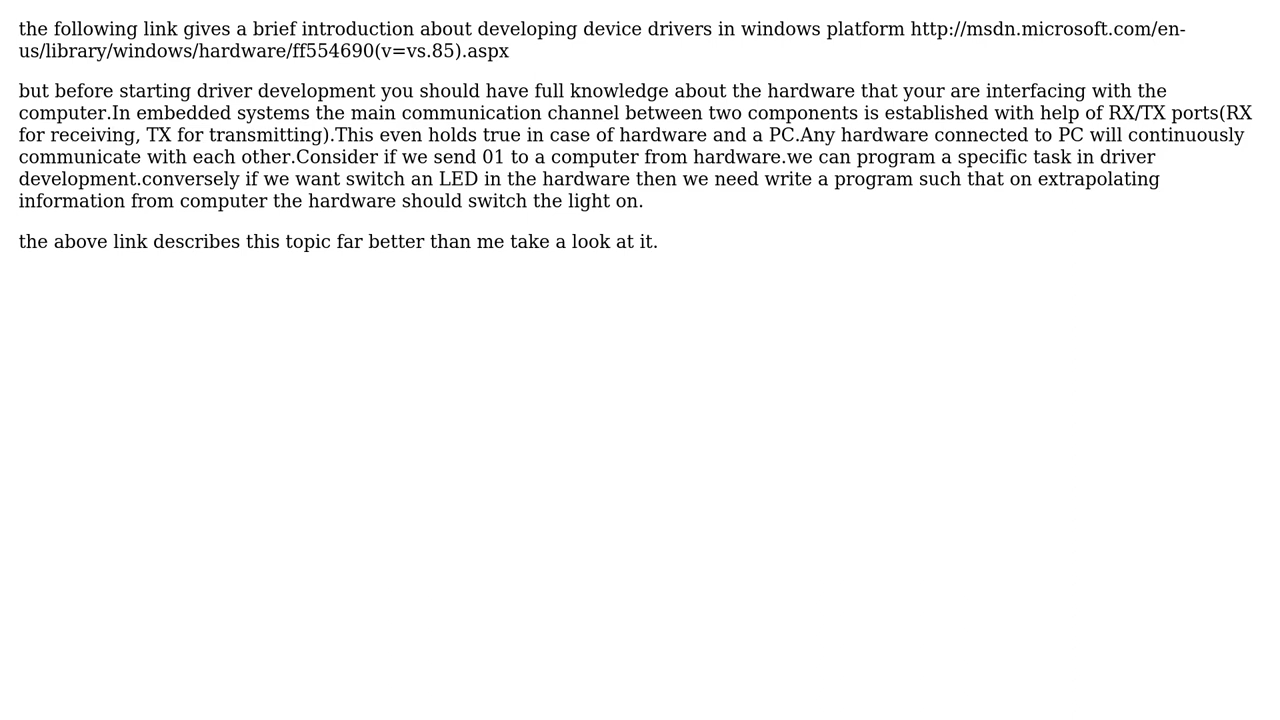 the following link gives a brief introduction about developing device drivers in windows platform http://msdn.microsoft.com/en-
us/library/windows/hardware/ff554690(v=vs.85).aspx
but before starting driver development you should have full knowledge about the hardware that your are interfacing with the
computer.In embedded systems the main communication channel between two components is established with help of RX/TX ports(RX
for receiving, TX for transmitting).This even holds true in case of hardware and a PC.Any hardware connected to PC will continuously
communicate with each other.Consider if we send 01 to a computer from hardware.we can program a specific task in driver
development.conversely if we want switch an LED in the hardware then we need write a program such that on extrapolating
information from computer the hardware should switch the light on.
the above link describes this topic far better than me take a look at it.